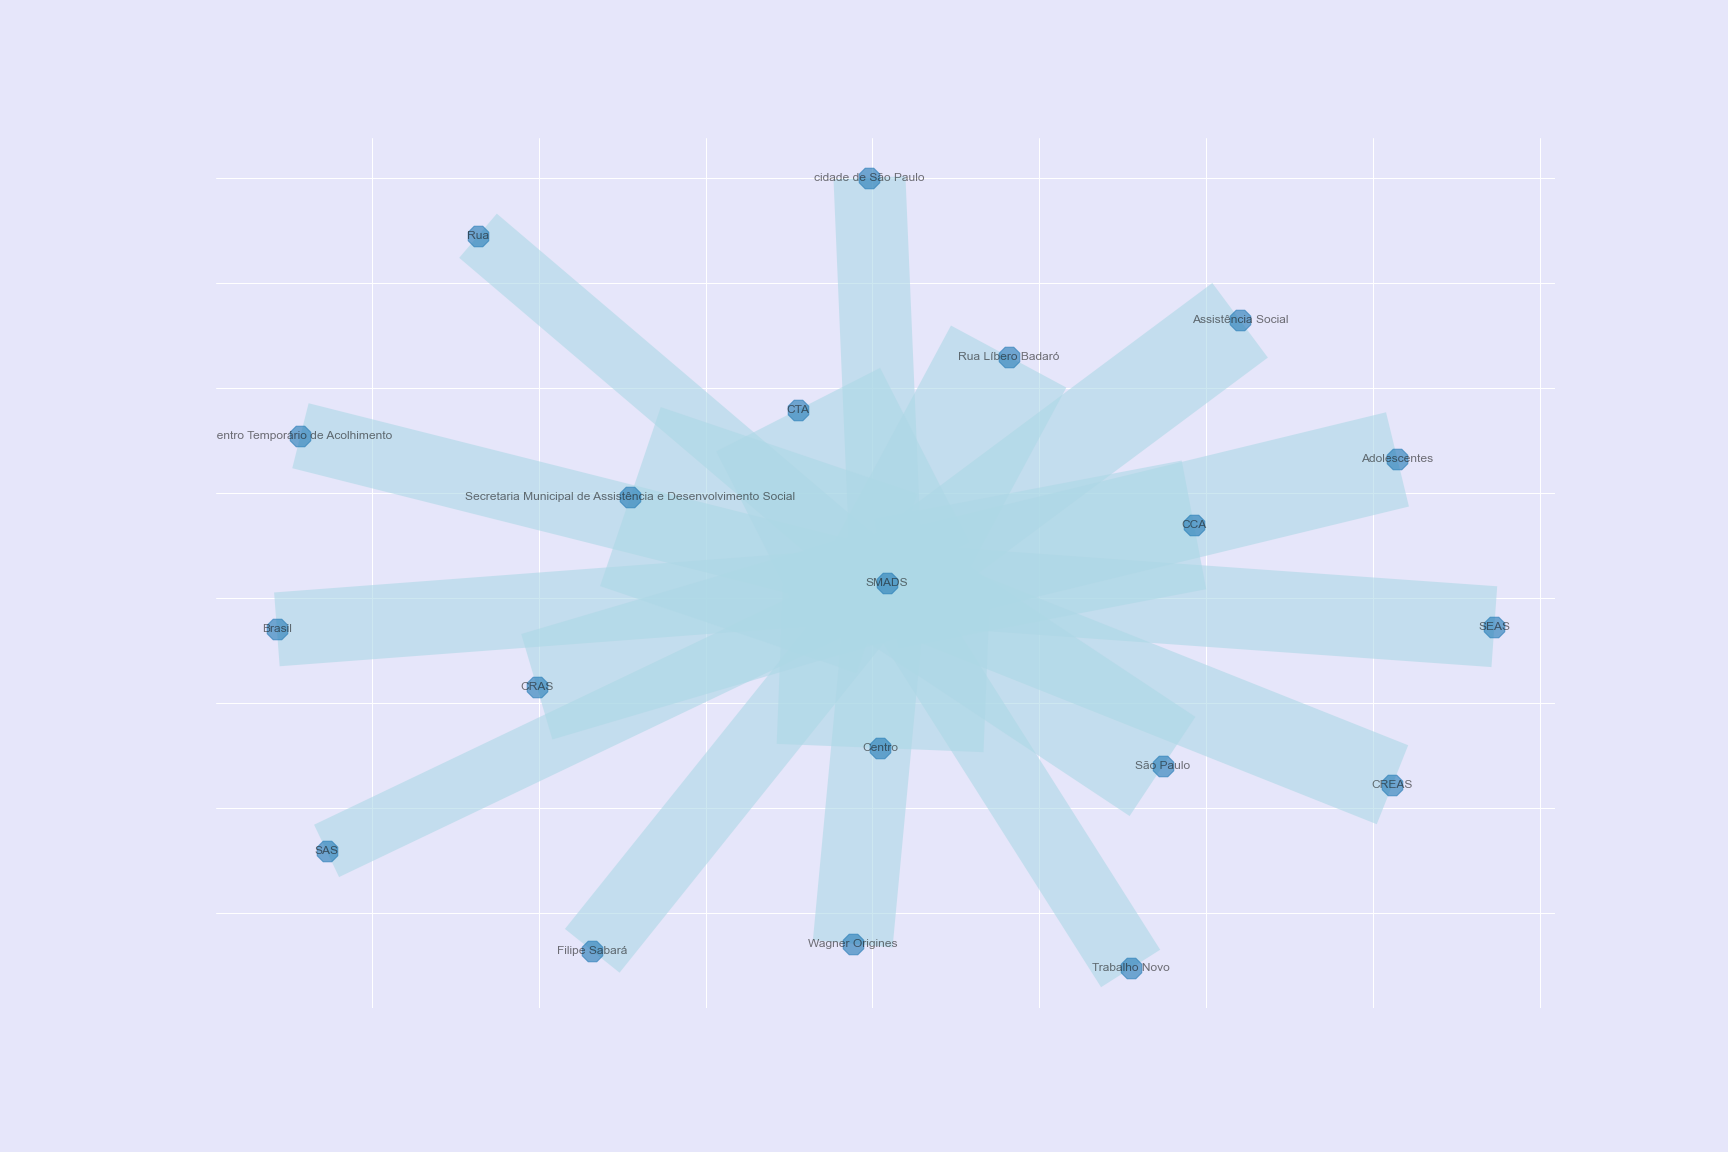 cidade de São Paulo
Rua
Assistência Social
Rua Líbero Badaró
CTA
entro Temporário de Acolhimento
Adolescentes
Secretaria Municipal de Assistência e Desenvolvimento Social
CCA
SMADS
Brasil
SEAS
CRAS
Centro
São Paulo
CREAS
SAS
Wagner Origines
Filipe Sabará
Trabalho Novo